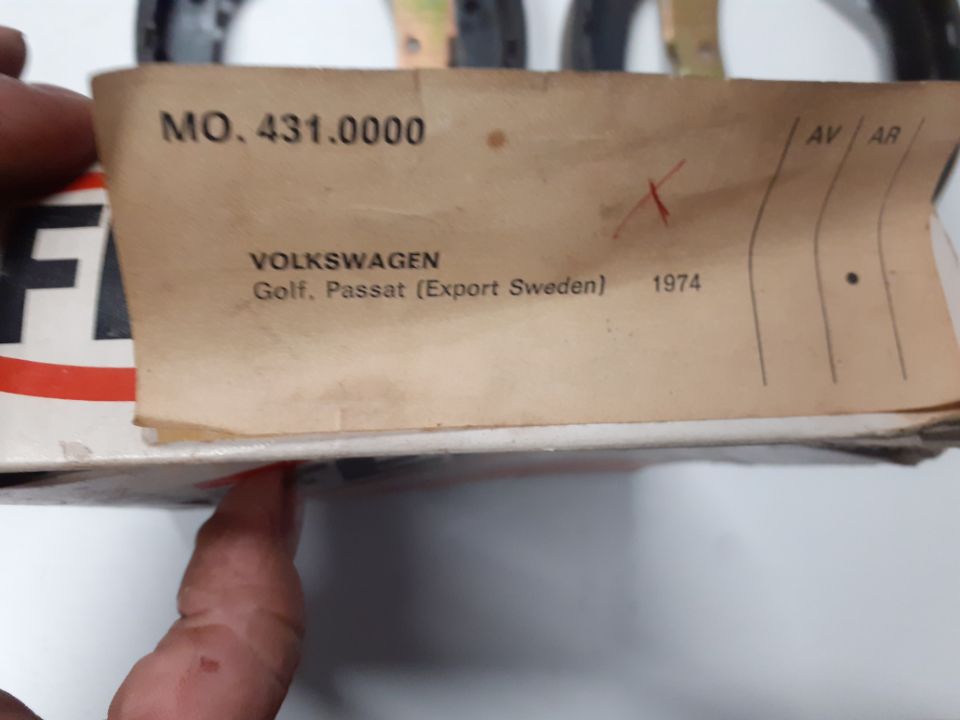 MO. 431.0000
AV AR
VOLKSWAGEN
Golf. Passat (Export Sweden) 1974